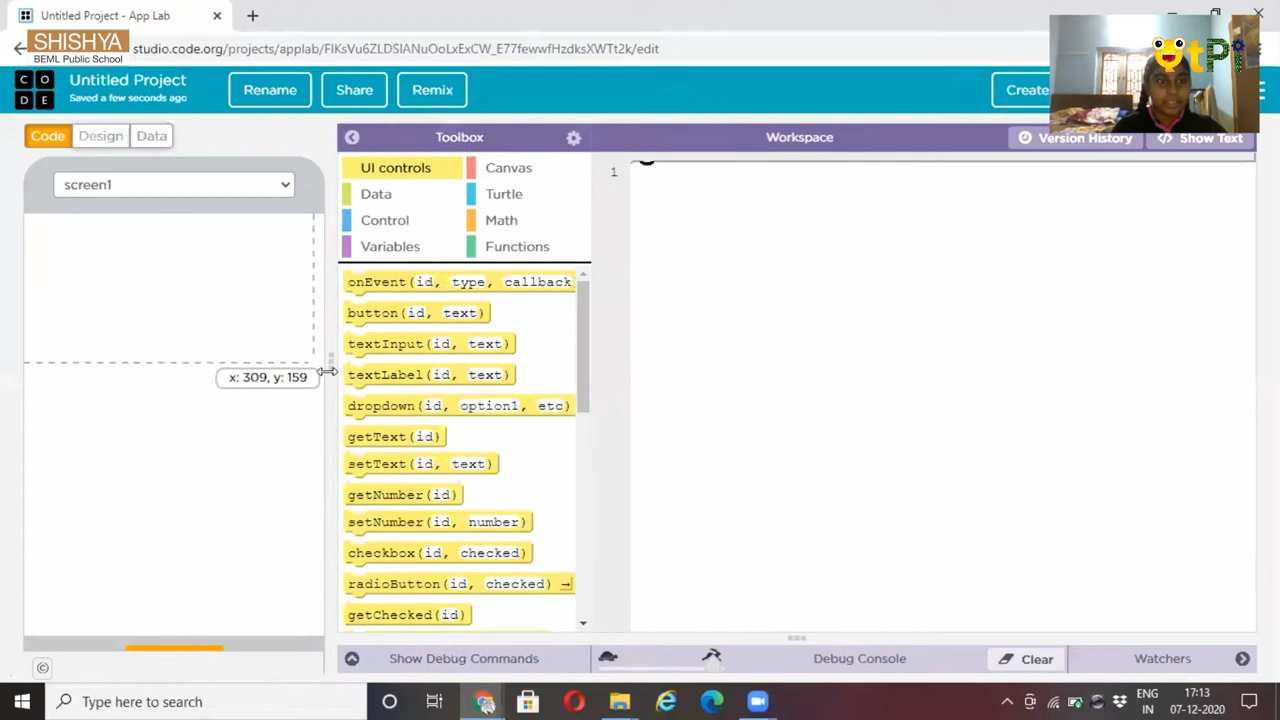 Untitled Project - App Lab
SHISHYA
BEML Public School
studio.code.org/projects/applab/FlKsVu6ZLDSlANuOoLxExCW_E77fewwfHzdksXWTt2k/edit
OtPi
CODE
Untitled Project
Saved a few seconds ago
Rename
Share
Remix
Create
Code
Design
Data
Toolbox
Workspace
Version History
Show Text
screen1
UI controls
Canvas
Data
Turtle
Control
Math
Variables
Functions
1
onEvent(id, type, callback
button(id, text)
textInput(id, text)
x: 309, y: 159
textLabel(id, text)
dropdown(id, option1, etc)
getText(id)
setText(id, text)
getNumber(id)
setNumber(id, number)
checkbox(id, checked)
radioButton(id, checked)
getChecked(id)
©
Show Debug Commands
Debug Console
Clear
Watchers
Type here to search
ENG
IN
17:13
07-12-2020